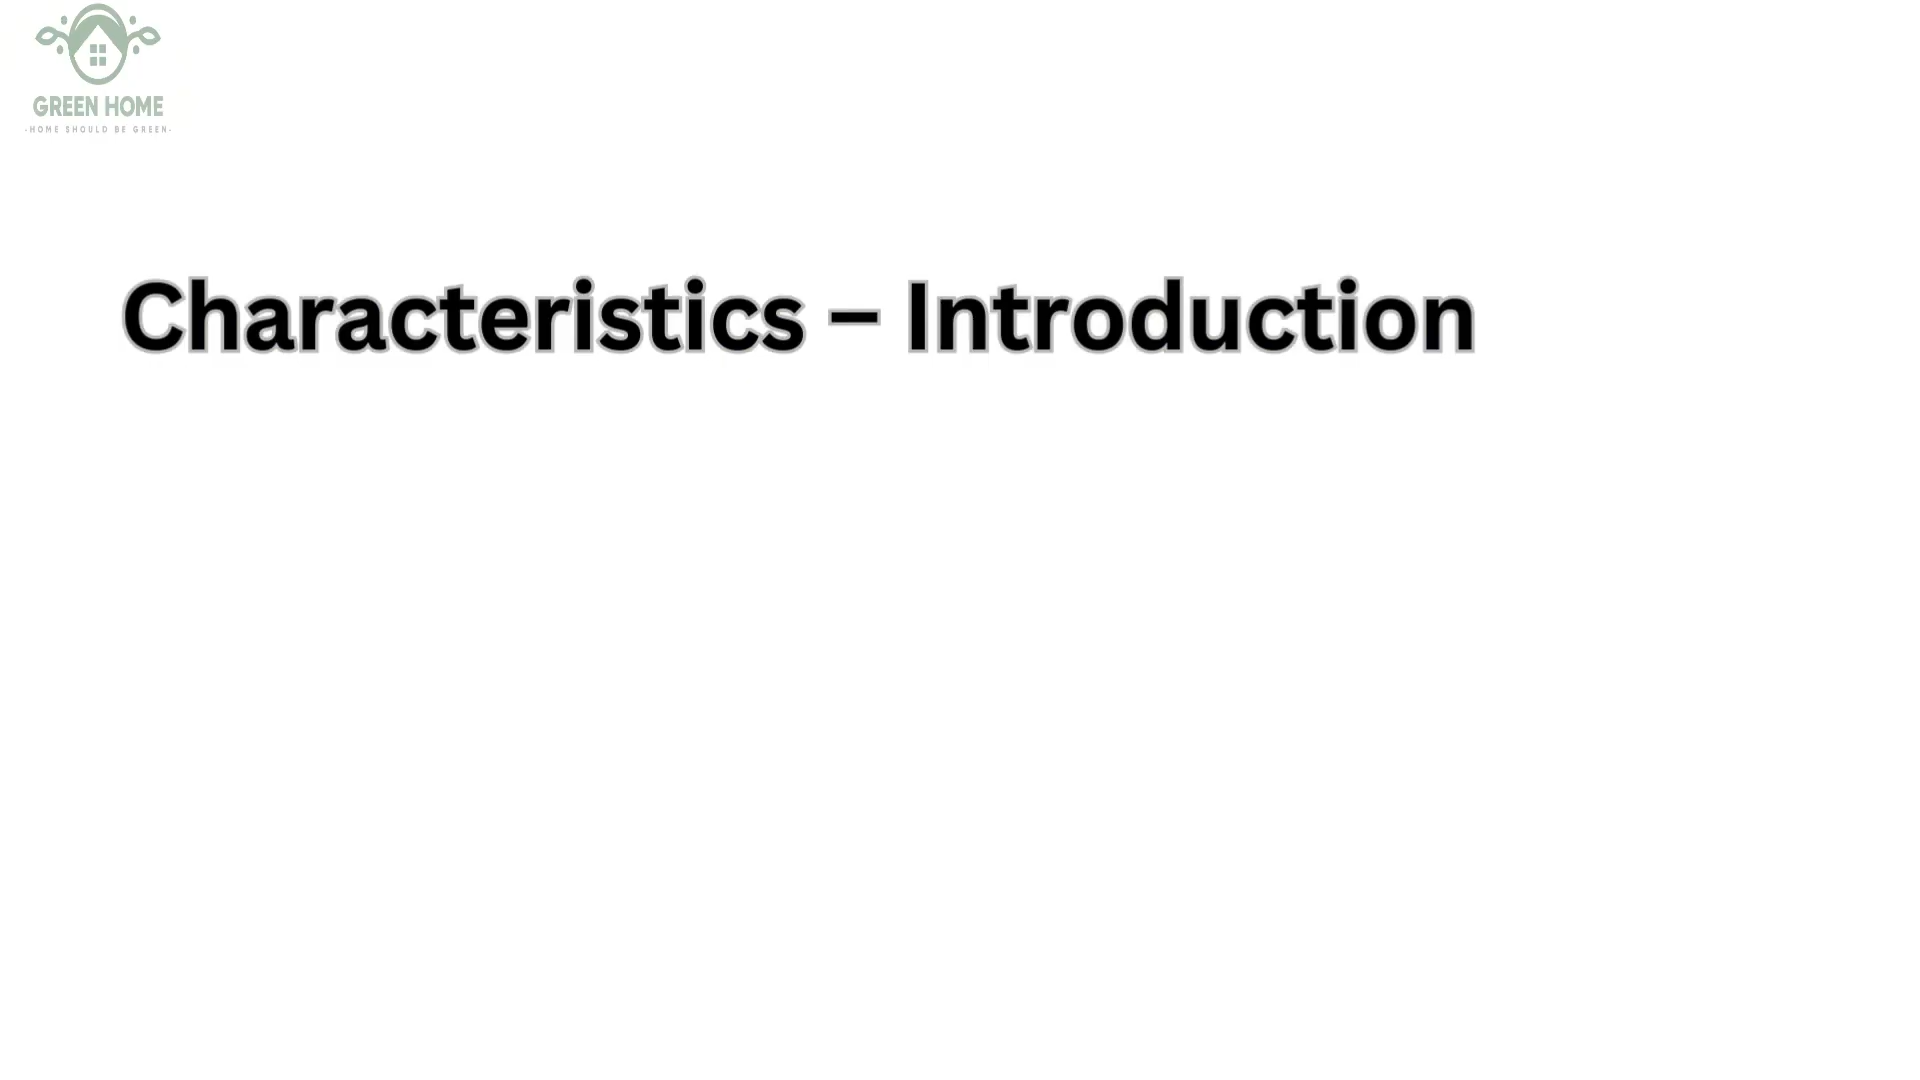 GREEN HOME
-HOME SHOULD BE GREEN-
Characteristics – Introduction